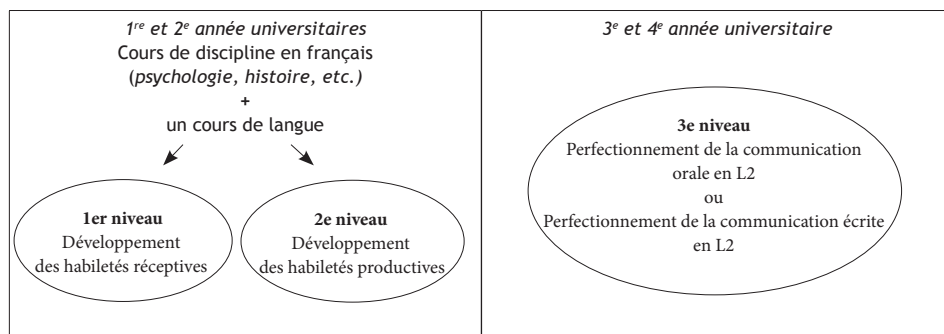 1re et 2e année universitaires
Cours de discipline en français
(psychologie, histoire, etc.)
+
un cours de langue
1er niveau
Développement
des habiletés réceptives
2e niveau
Développement
des habiletés productives
3e et 4e année universitaire
3e niveau
Perfectionnement de la communication
orale en L2
ou
Perfectionnement de la communication écrite
en L2